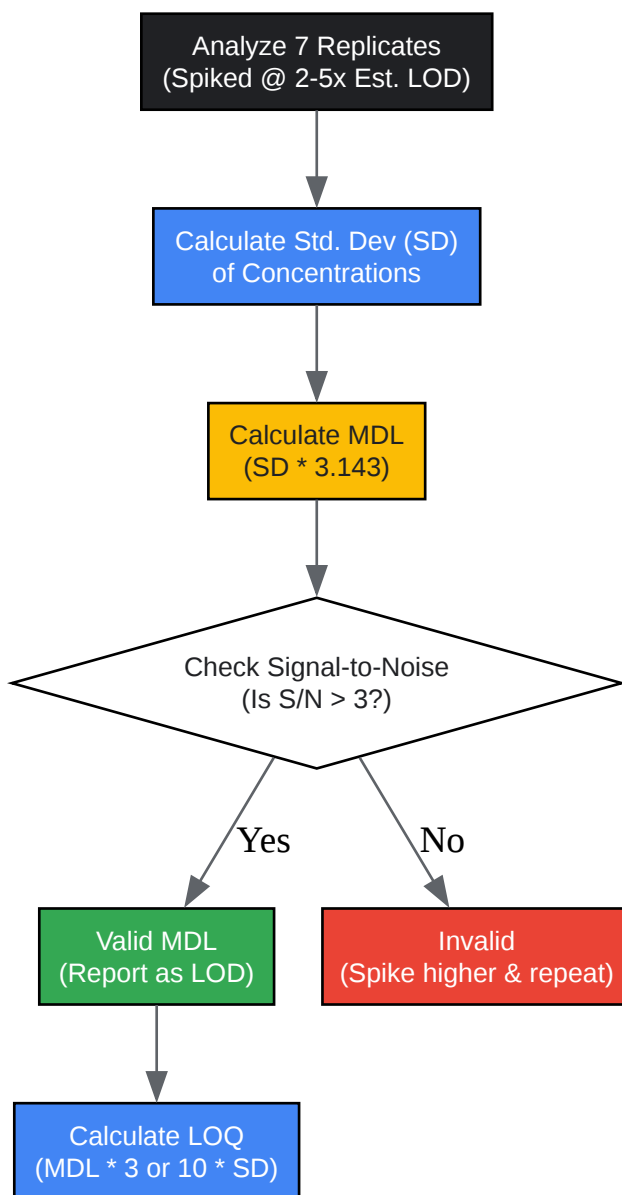 Analyze 7 Replicates
(Spiked @ 2-5x Est. LOD)
Calculate Std. Dev (SD)
of Concentrations
Calculate MDL
(SD * 3.143)
Check Signal-to-Noise
(Is S/N > 3?)
Yes
No
Valid MDL
(Report as LOD)
Invalid
(Spike higher & repeat)
Calculate LOQ
(MDL * 3 or 10 * SD)